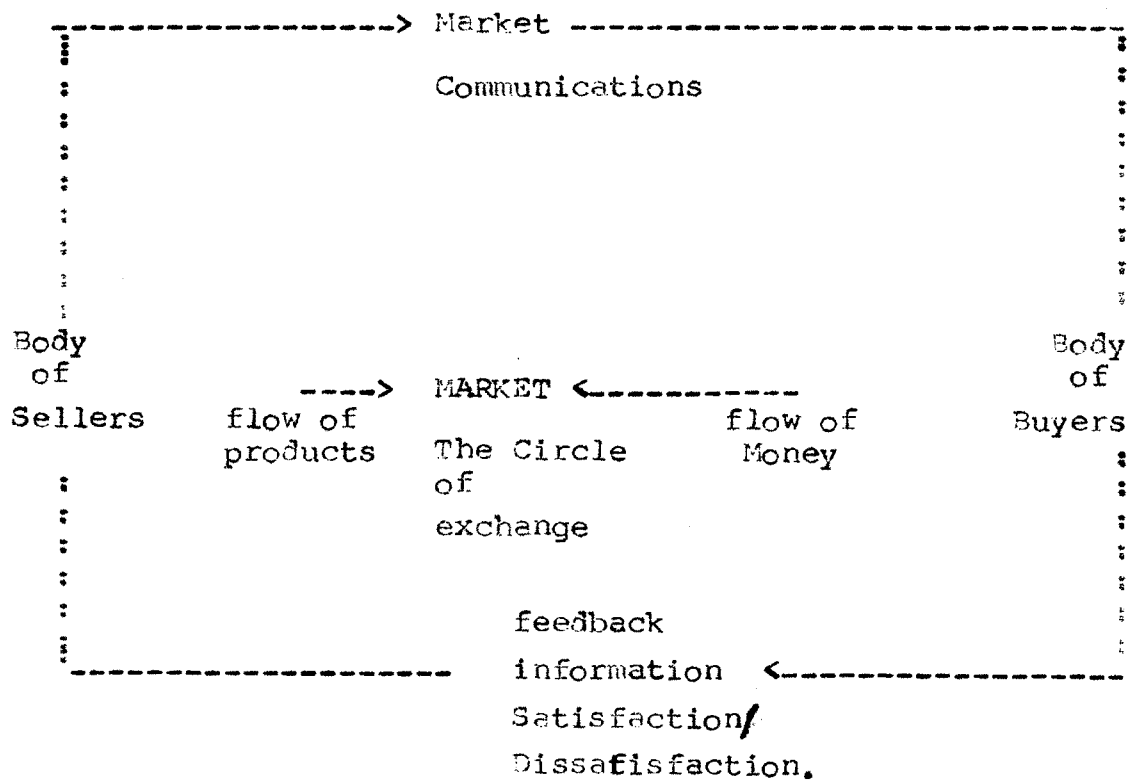 Market
Communications
Body
of
Sellers
flow of
products
MARKET
The Circle
of
exchange
flow of
Money
Body
of
Buyers
feedback
information
Satisfaction/
Dissafisfaction.